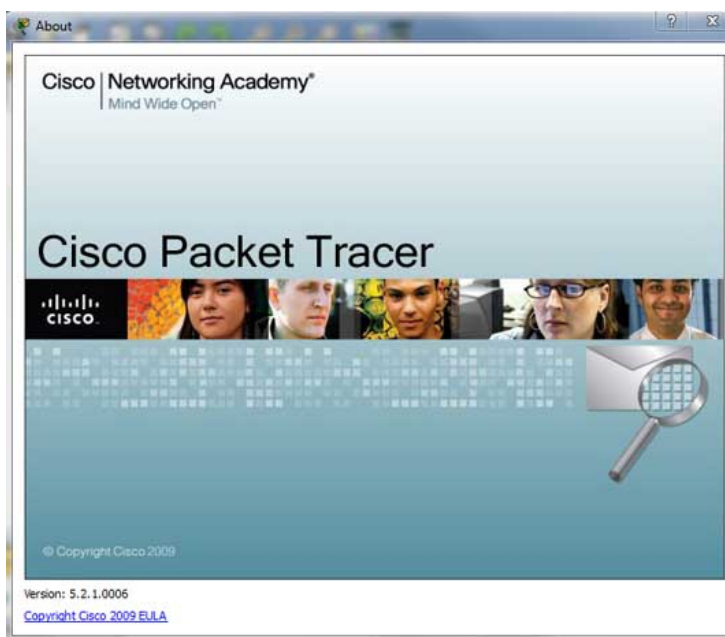 About
Cisco Networking Academy®
Mind Wide Open™
Cisco Packet Tracer
CISCO
© Copyright Cisco 2009
Version: 5.2.1.0006
Copyright Cisco 2009 EULA